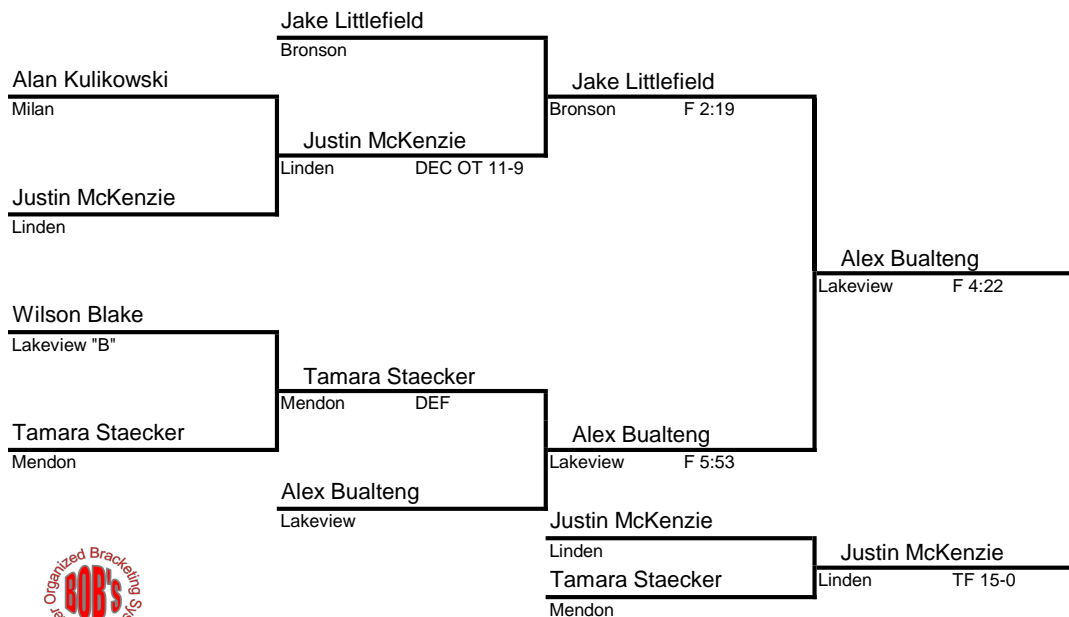 Jake Littlefield
Bronson
Alan Kulikowski
Milan
Jake Littlefield
Bronson F 2:19
Justin McKenzie
Linden DEC OT 11-9
Justin McKenzie
Linden
Alex Bualteng
Lakeview F 4:22
Wilson Blake
Lakeview "B"
Tamara Staecker
Mendon DEF
Tamara Staecker
Mendon
Alex Bualteng
Lakeview F 5:53
Alex Bualteng
Lakeview
Justin McKenzie
Linden
Justin McKenzie
Linden TF 15-0
Tamara Staecker
Mendon
Organized Bracketing
BOB'S